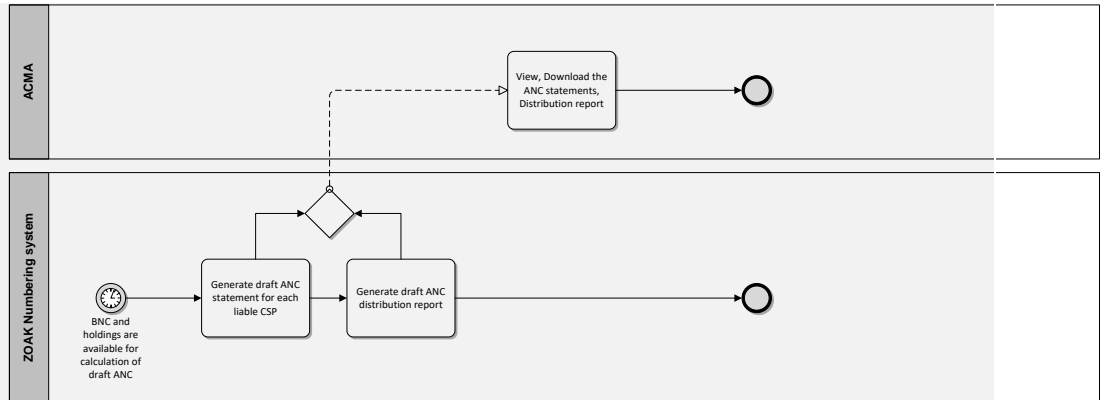 ACMA
View, Download the
ANC statements,
Distribution report
ZOAK Numbering system
BNC and
holdings are
available for
calculation of
draft ANC
Generate draft ANC
statement for each
liable CSP
Generate draft ANC
distribution report